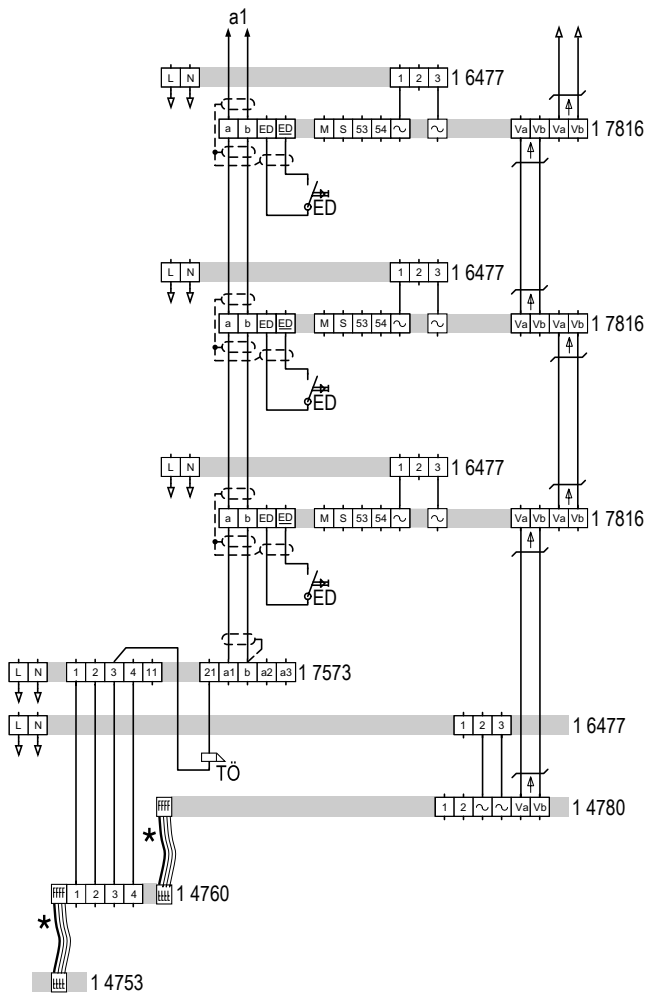 a1
L N 1 2 3 1 6477
a b ED ED M S 53 54 ~ ~ Va Vb Va Vb 1 7816
ED
L N 1 2 3 1 6477
a b ED ED M S 53 54 ~ ~ Va Vb Va Vb 1 7816
ED
L N 1 2 3 1 6477
a b ED ED M S 53 54 ~ ~ Va Vb Va Vb 1 7816
ED
L N 1 2 3 4 11 21 a1 b a2 a3 1 7573
L N 1 2 3 1 6477
TÖ
1 2 ~ ~ Va Vb 1 4780
*
1 2 3 4 1 4760
*
1 4753